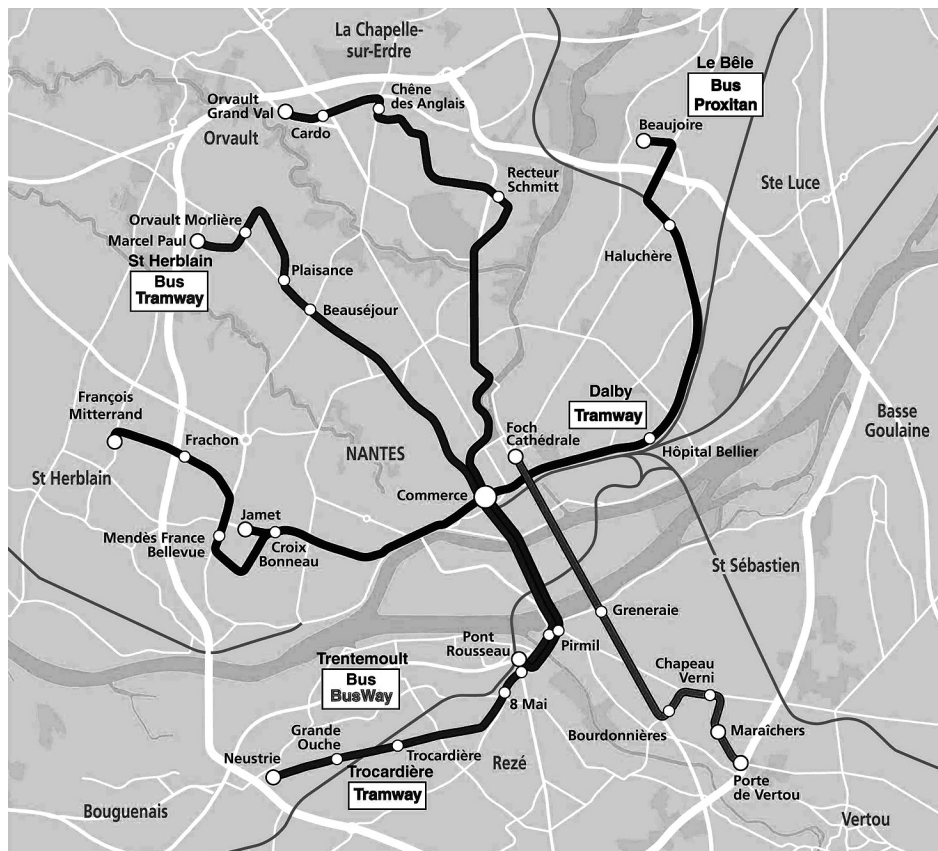 La Chapelle-
sur-Erdre
Le Bêle
Bus
Proxitan
Beaujoire
Orvault
Grand Val
Cardo
Chêne
des Anglais
Orvault
Recteur
Schmitt
Ste Luce
Haluchère
Orvault Morlière
Marcel Paul
St Herblain
Bus
Tramway
Plaisance
Beauséjour
François
Mitterrand
Frachon
St Herblain
NANTES
Foch
Cathédrale
Dalby
Tramway
Hôpital Bellier
Basse
Goulaine
Commerce
Jamet
Mendès France
Bellevue
Croix
Bonneau
St Sébastien
Greneraie
Pirmil
Pont
Rousseau
Chapeau
Verni
Trentemoult
Bus
BusWay
8 Mai
Bourdonnières
Maraîchers
Grande
Ouche
Neustrie
Trocardière
Trocardière
Tramway
Rezé
Porte
de Vertou
Bouguenais
Vertou